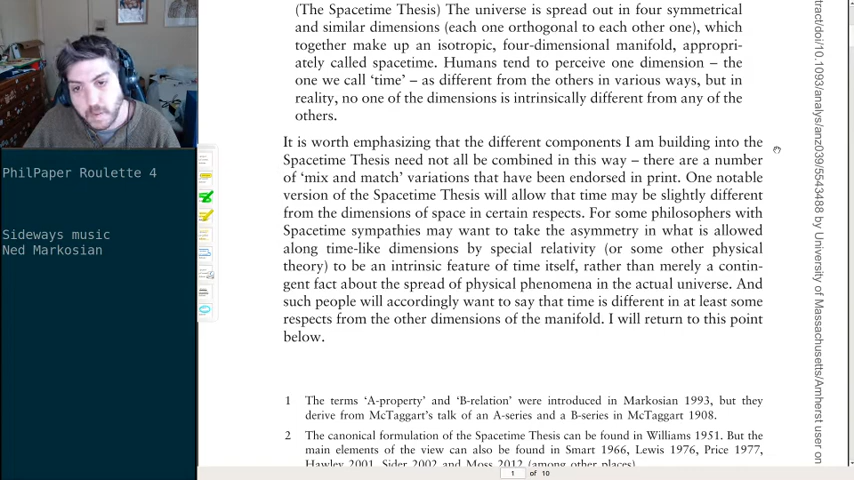 PhilPaper Roulette 4
Sideways music
Ned Markosian
(The Spacetime Thesis) The universe is spread out in four symmetrical
and similar dimensions (each one orthogonal to each other one), which
together make up an isotropic, four-dimensional manifold, appropri-
ately called spacetime. Humans tend to perceive one dimension – the
one we call ‘time’ – as different from the others in various ways, but in
reality, no one of the dimensions is intrinsically different from any of the
others.
It is worth emphasizing that the different components I am building into the
Spacetime Thesis need not all be combined in this way – there are a number
of ‘mix and match’ variations that have been endorsed in print. One notable
version of the Spacetime Thesis will allow that time may be slightly different
from the dimensions of space in certain respects. For some philosophers with
Spacetime sympathies may want to take the asymmetry in what is allowed
along time-like dimensions by special relativity (or some other physical
theory) to be an intrinsic feature of time itself, rather than merely a contin-
gent fact about the spread of physical phenomena in the actual universe. And
such people will accordingly want to say that time is different in at least some
respects from the other dimensions of the manifold. I will return to this point
below.
1 The terms ‘A-property’ and ‘B-relation’ were introduced in Markosian 1993, but they
derive from McTaggart’s talk of an A-series and a B-series in McTaggart 1908.
2 The canonical formulation of the Spacetime Thesis can be found in Williams 1951. But the
main elements of the view can also be found in Smart 1966, Lewis 1976, Price 1977,
Hawley 2001, Sider 2002 and Moss 2012 (among other places).
1 of 10
tract/doi/10.1093/analys/anz039/5543488 by University of Massachusetts/Amherst user on